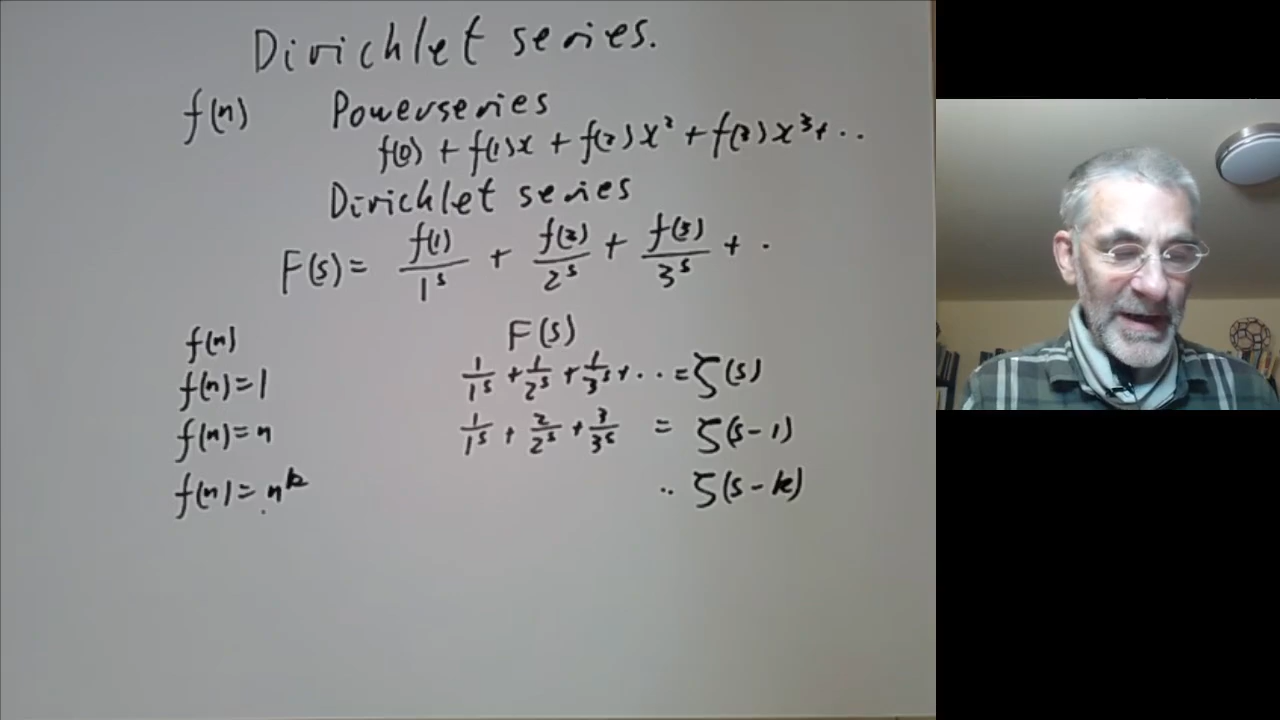 Dirichlet series.
f(n) Powerseries
f(0) + f(1)x + f(2)x² + f(3)x³ + ..
Dirichlet series
F(s) = f(1)/1^s + f(2)/2^s + f(3)/3^s + .
f(n) F(s)
f(n) = 1 1/1^s + 1/2^s + 1/3^s + .. = ζ(s)
f(n) = n 1/1^s + 2/2^s + 3/3^s = ζ(s-1)
f(n) = n^k .. ζ(s-k)